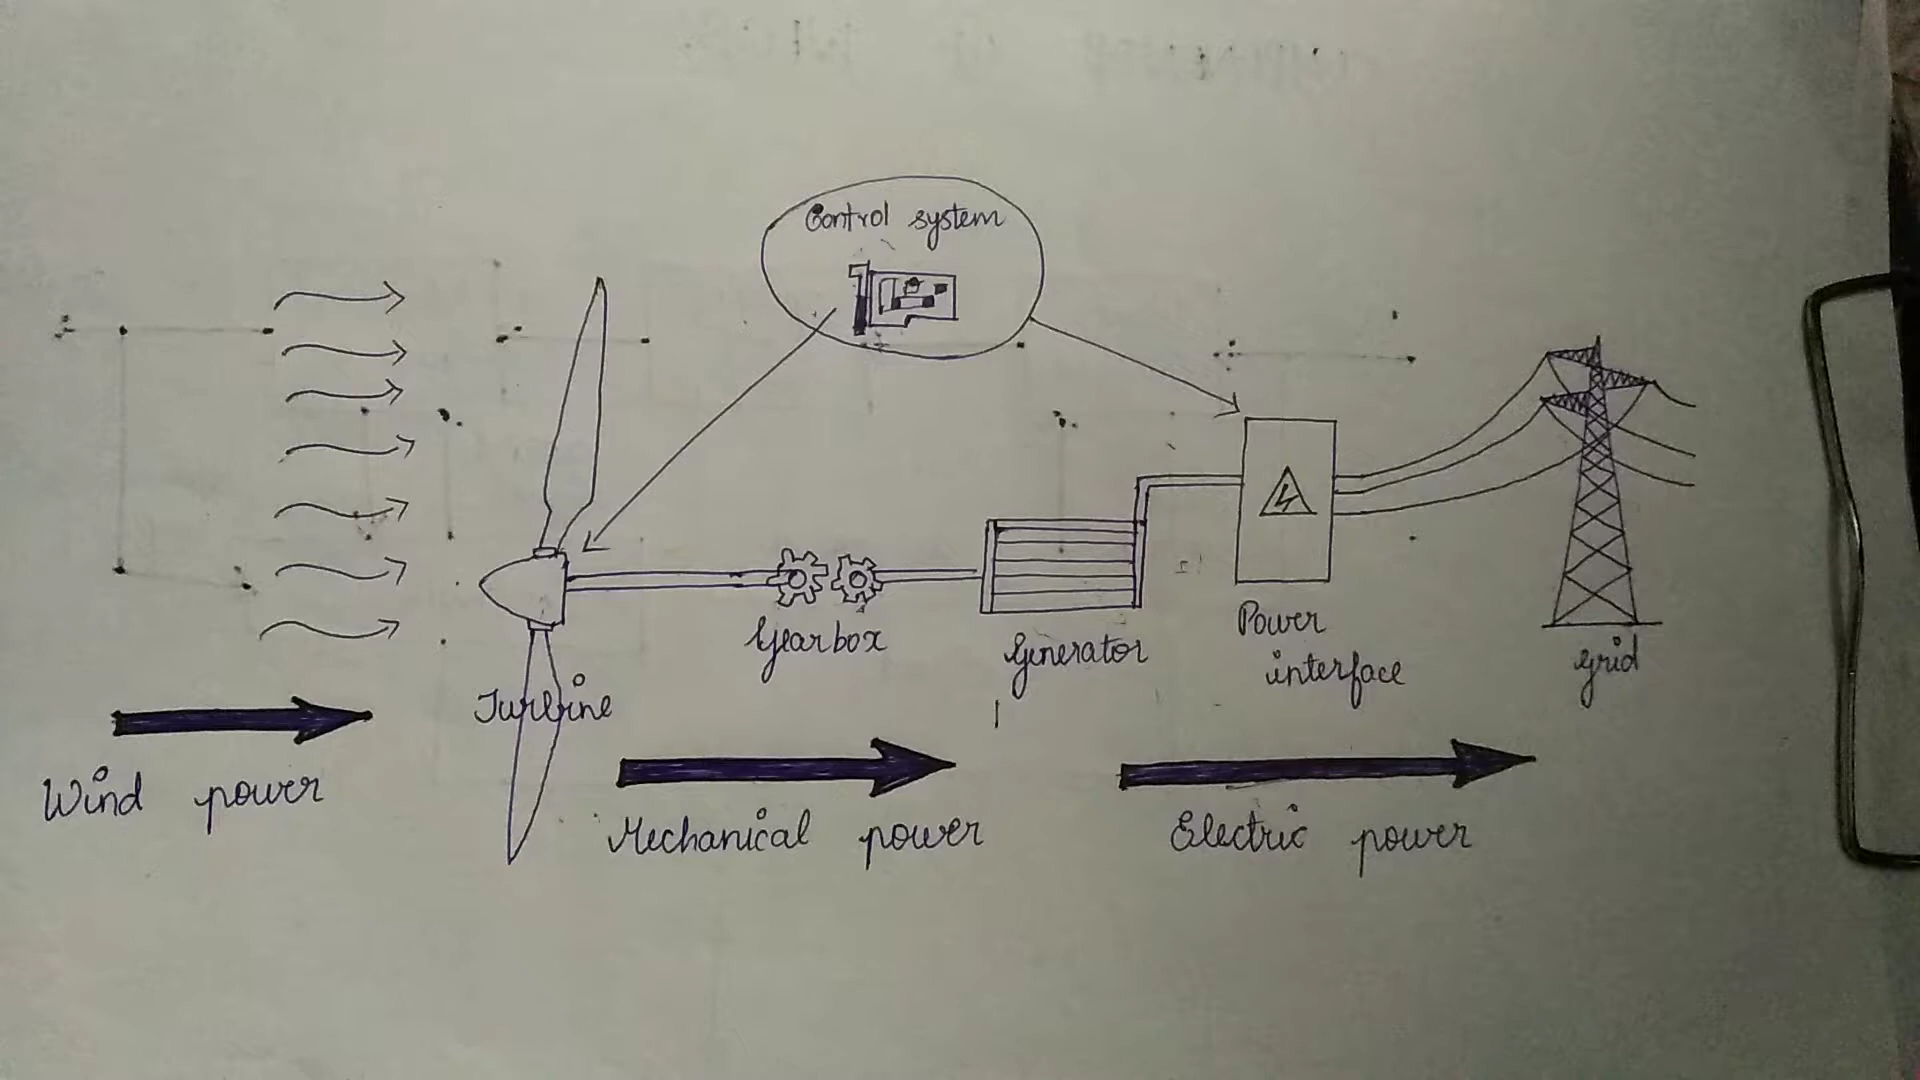 Control system
Gearbox
Generator
Power
interface
Grid
Turbine
Wind power
Mechanical power
Electric power